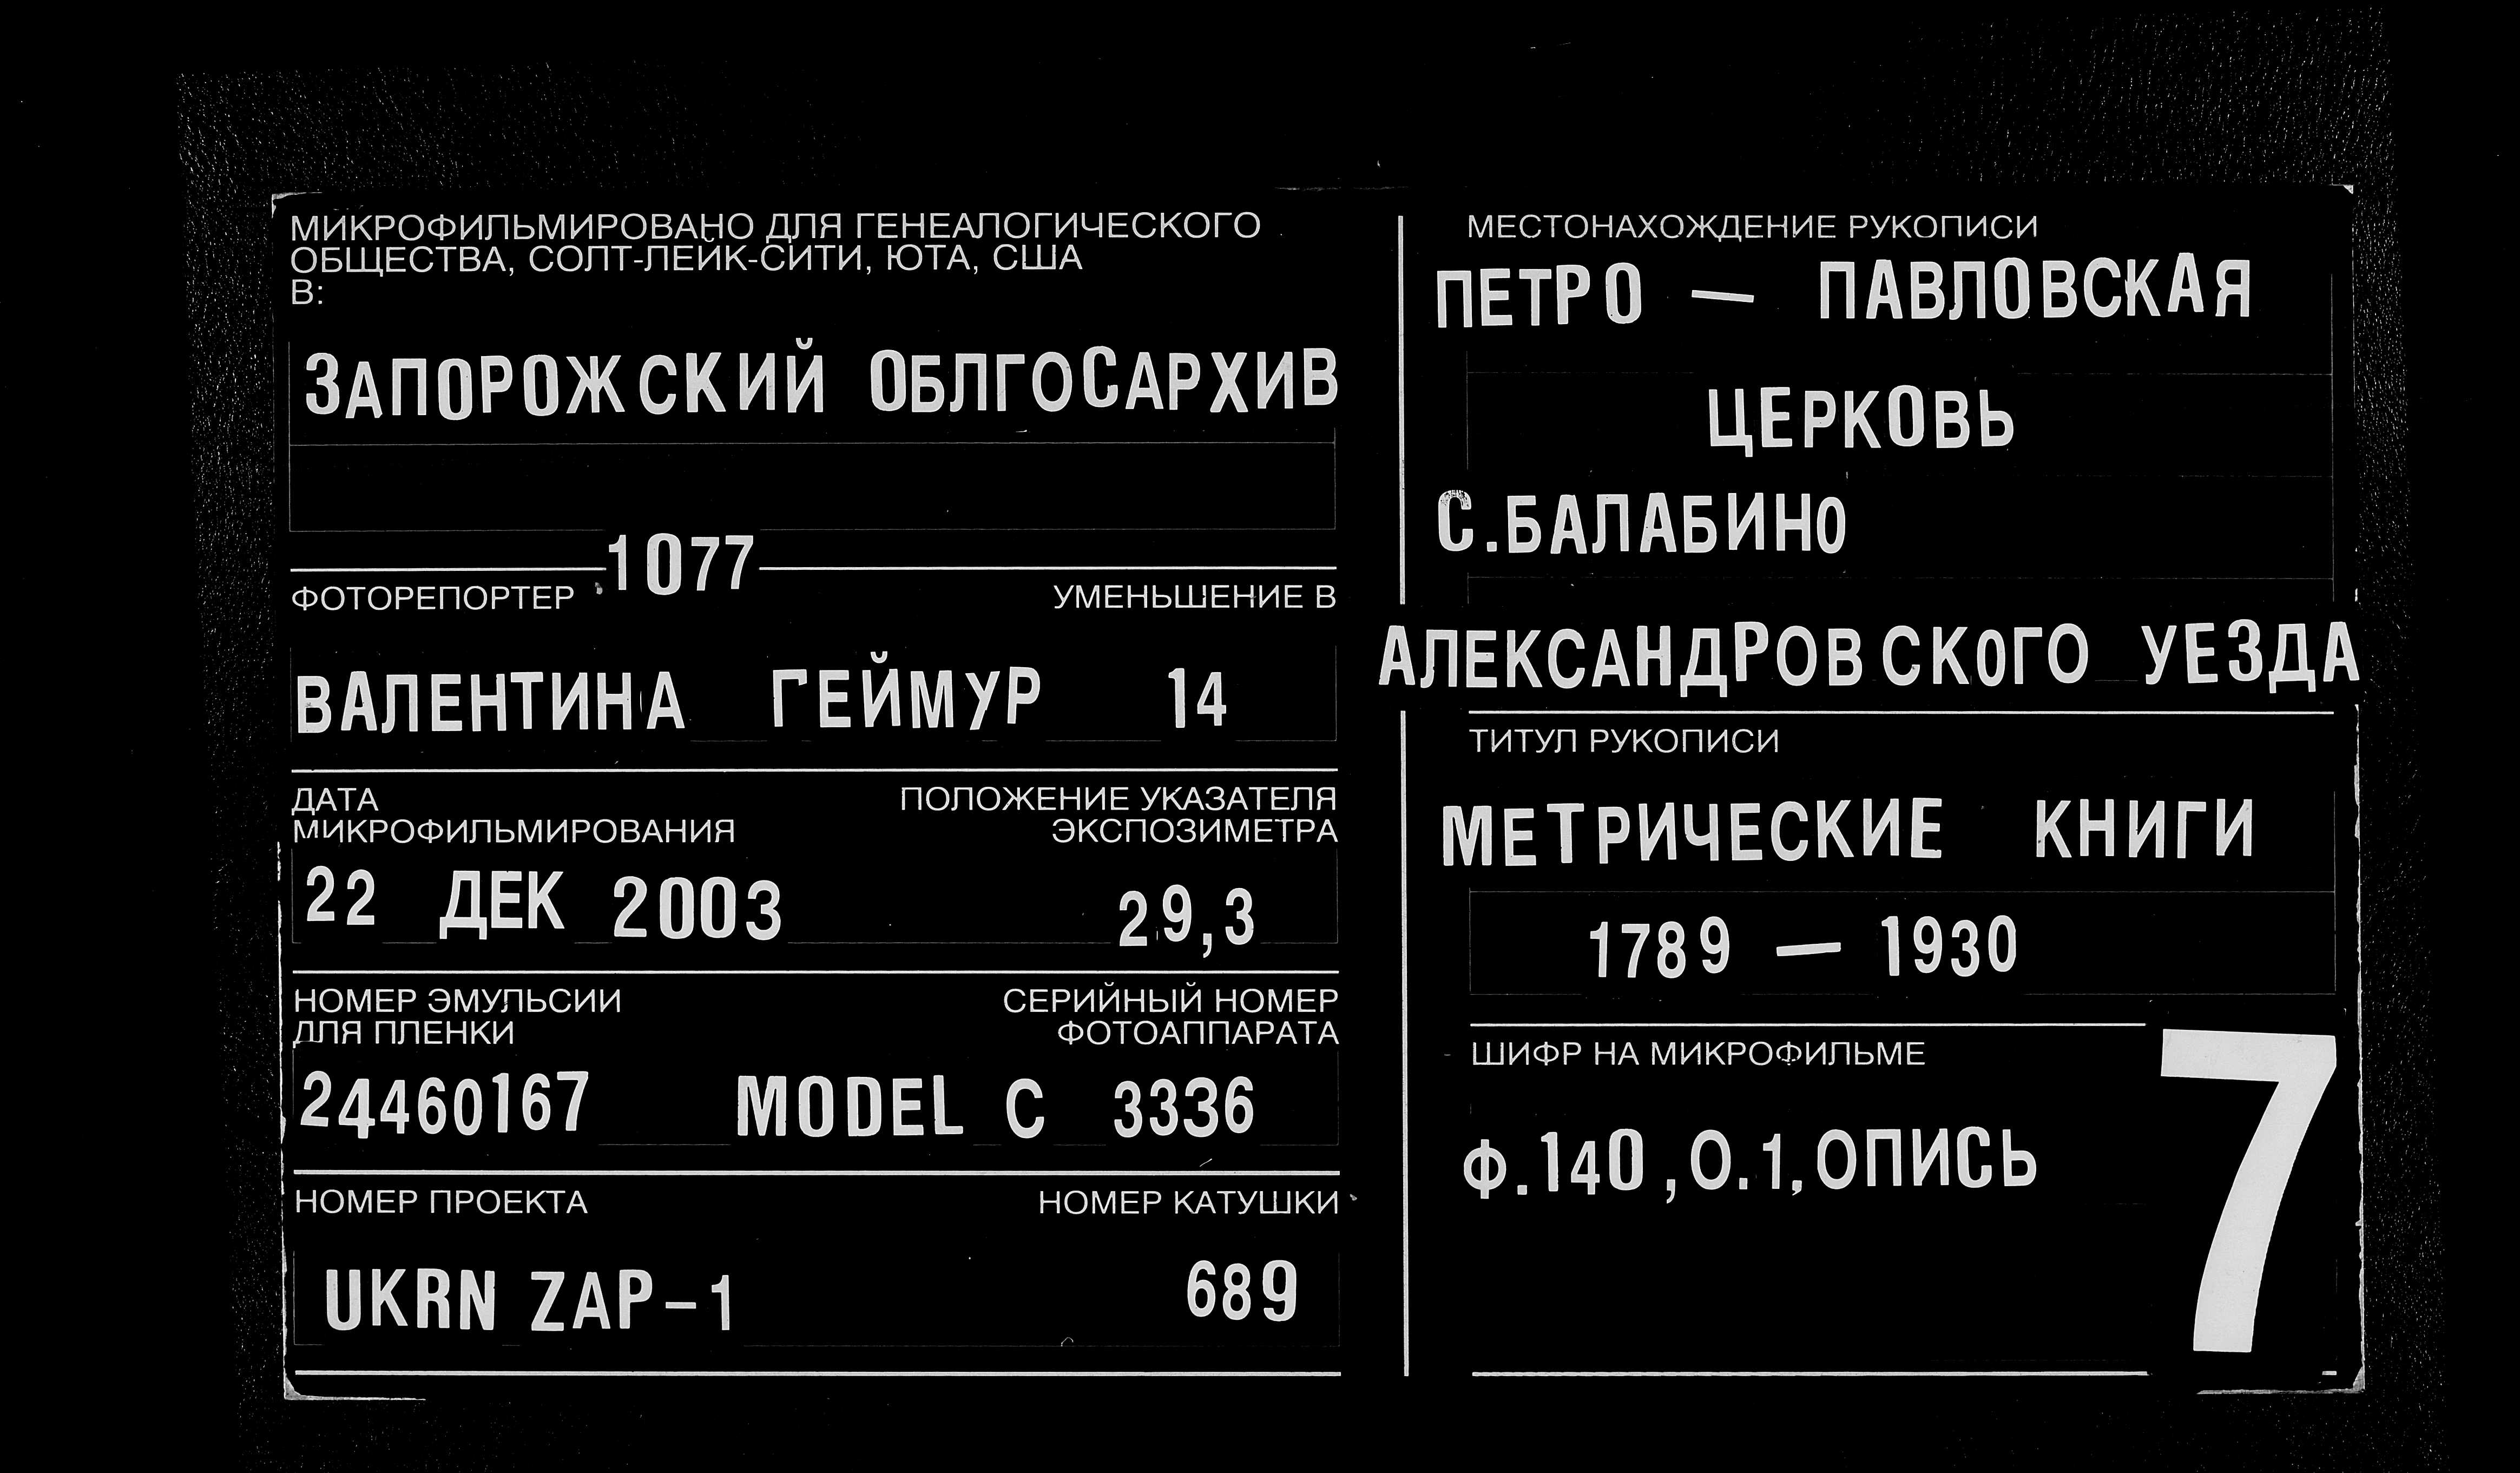 МИКРОФИЛЬМИРОВАНО ДЛЯ ГЕНЕАЛОГИЧЕСКОГО
ОБЩЕСТВА, СОЛТ-ЛЕЙК-СИТИ, ЮТА, США
В:
ЗАПОРОЖСКИЙ ОБЛГОСАРХИВ
1077
ФОТОРЕПОРТЕР УМЕНЬШЕНИЕ В
ВАЛЕНТИНА ГЕЙМУР 14
ДАТА ПОЛОЖЕНИЕ УКАЗАТЕЛЯ
МИКРОФИЛЬМИРОВАНИЯ ЭКСПОЗИМЕТРА
22 ДЕК 2003 29,3
НОМЕР ЭМУЛЬСИИ СЕРИЙНЫЙ НОМЕР
ДЛЯ ПЛЕНКИ ФОТОАППАРАТА
24460167 MODEL C 3336
НОМЕР ПРОЕКТА НОМЕР КАТУШКИ
UKRN ZAP-1 689
МЕСТОНАХОЖДЕНИЕ РУКОПИСИ
ПЕТРО — ПАВЛОВСКАЯ
ЦЕРКОВЬ
С.БАЛАБИНО
АЛЕКСАНДРОВСКОГО УЕЗДА
ТИТУЛ РУКОПИСИ
МЕТРИЧЕСКИЕ КНИГИ
1789 — 1930
ШИФР НА МИКРОФИЛЬМЕ
Ф.140,О.1,ОПИСЬ
7